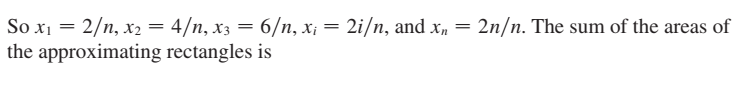 So x₁ = 2/n, x₂ = 4/n, x₃ = 6/n, xᵢ = 2i/n, and xₙ = 2n/n. The sum of the areas of
the approximating rectangles is